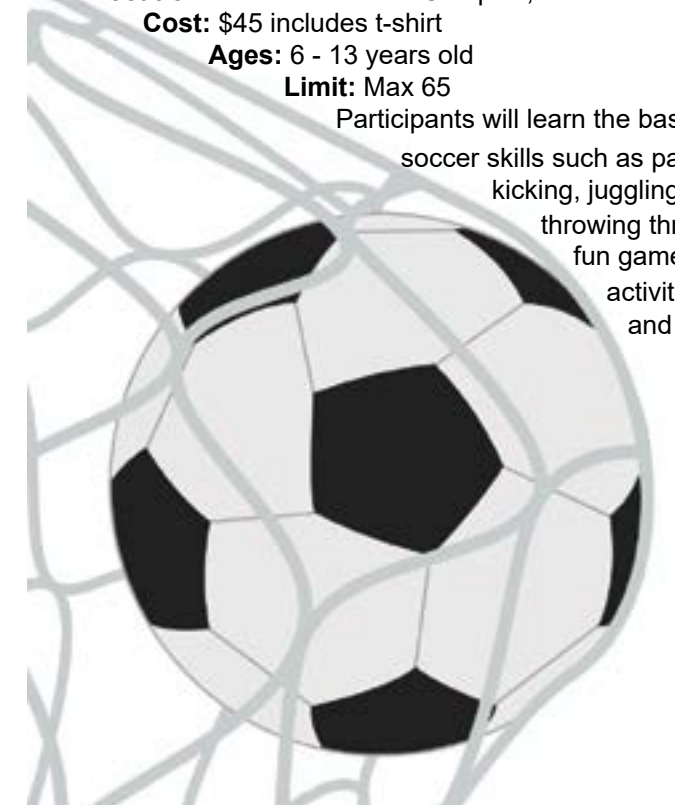 Cost: $45 includes t-shirt
Ages: 6 - 13 years old
Limit: Max 65
Participants will learn the
soccer skills such as
kicking, juggling
throwing
fun
and